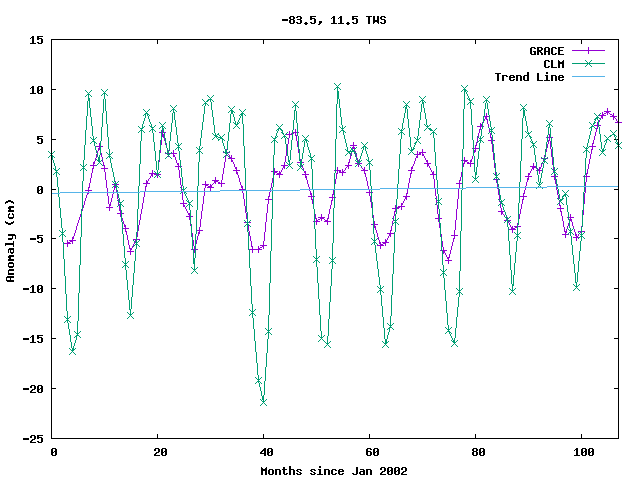 -83.5, 11.5 TWS
GRACE
CLM
Trend Line
Anomaly (cm)
15
10
5
0
-5
-10
-15
-20
-25
0 20 40 60 80 100
Months since Jan 2002